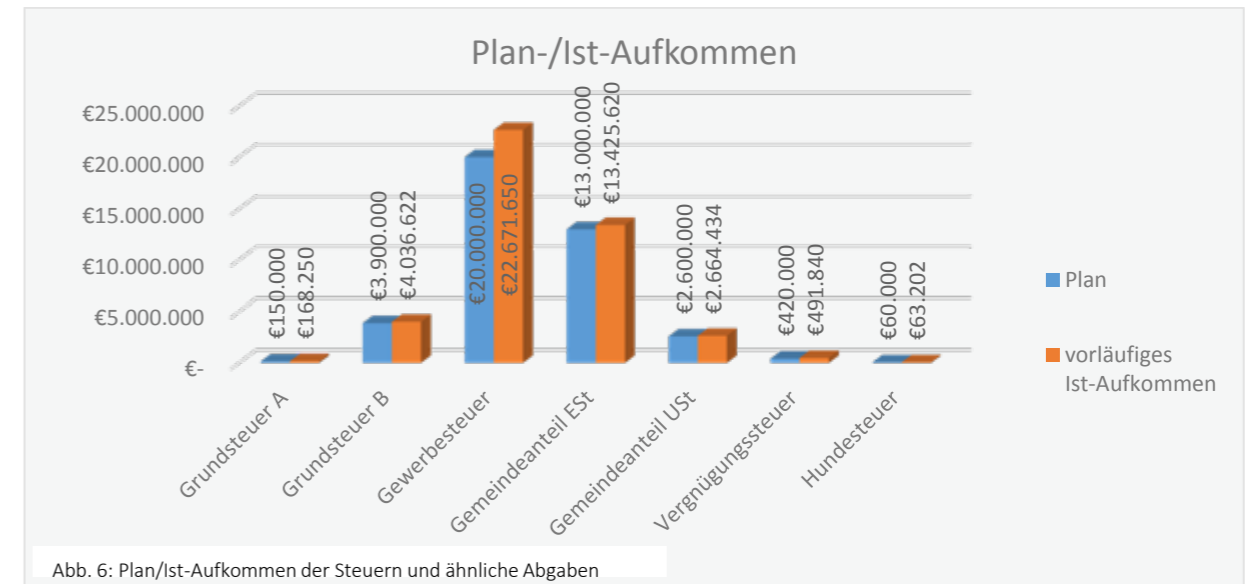 Plan-/Ist-Aufkommen
€25.000.000
€20.000.000
€15.000.000
€10.000.000
€5.000.000
€-
€150.000
€168.250
€3.900.000
€4.036.622
€20.000.000
€22.671.650
€13.000.000
€13.425.620
€2.600.000
€2.664.434
€420.000
€491.840
€60.000
€63.202
Grundsteuer A
Grundsteuer B
Gewerbesteuer
Gemeindeanteil ESt
Gemeindeanteil USt
Vergnügungssteuer
Hundesteuer
Plan
vorläufiges
Ist-Aufkommen
Abb. 6: Plan/Ist-Aufkommen der Steuern und ähnliche Abgaben